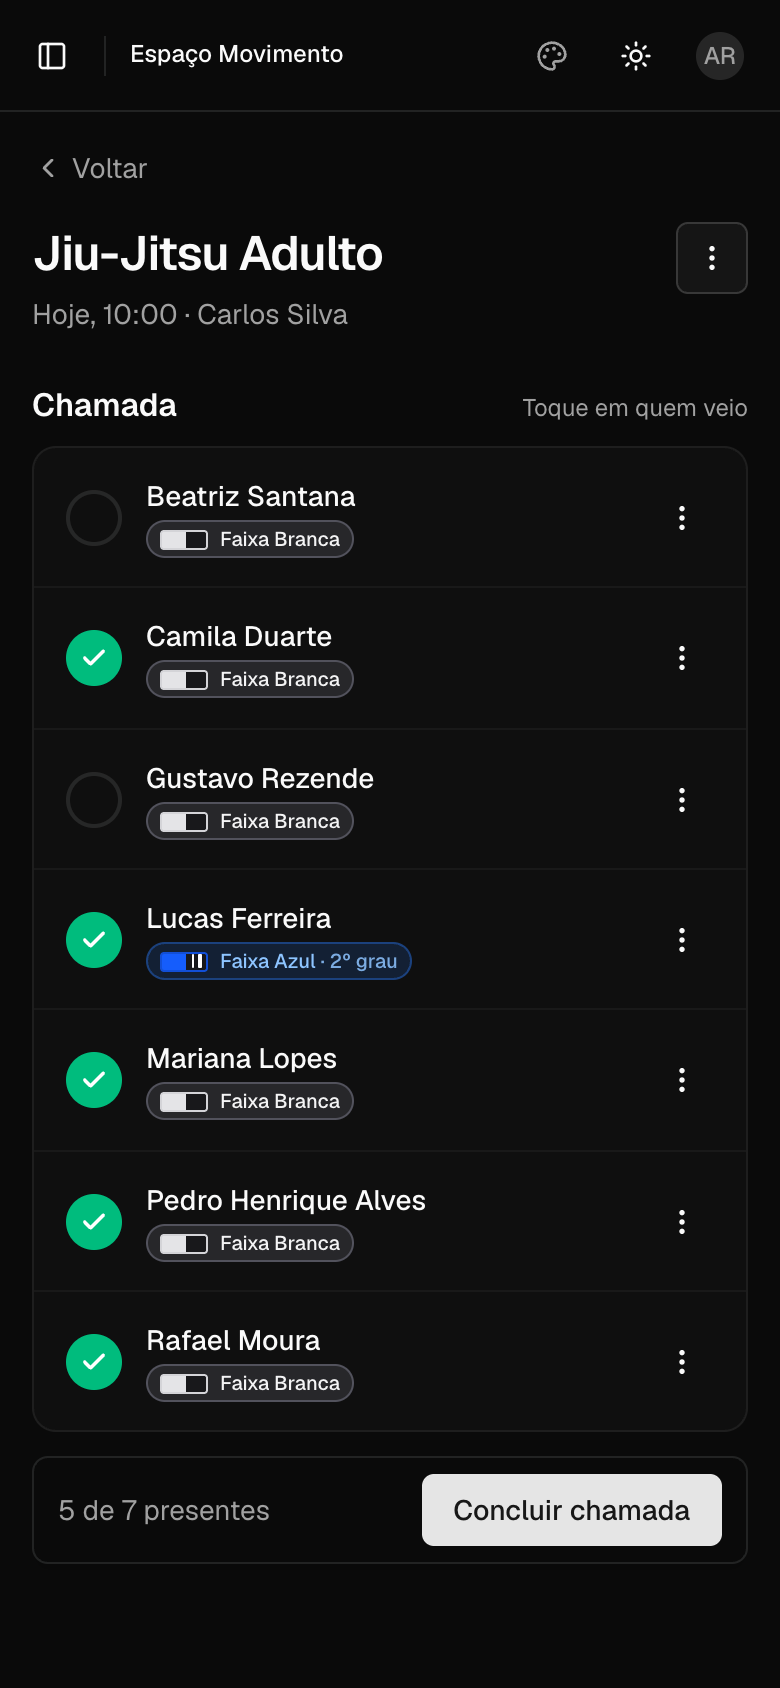 Espaço Movimento
AR
Voltar
Jiu-Jitsu Adulto
Hoje, 10:00 · Carlos Silva
Chamada
Toque em quem veio
Beatriz Santana
Faixa Branca
Camila Duarte
Faixa Branca
Gustavo Rezende
Faixa Branca
Lucas Ferreira
Faixa Azul · 2º grau
Mariana Lopes
Faixa Branca
Pedro Henrique Alves
Faixa Branca
Rafael Moura
Faixa Branca
5 de 7 presentes
Concluir chamada